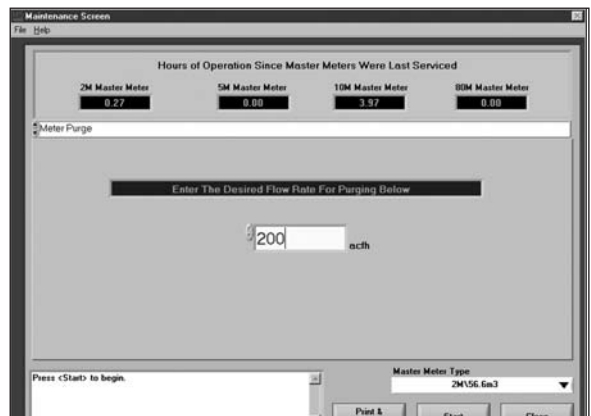 Maintenance Screen
File Help
Hours of Operation Since Master Meters Were Last Serviced
2M Master Meter 5M Master Meter 10M Master Meter 80M Master Meter
0.27 0.00 3.97 0.00
Meter Purge
Enter The Desired Flow Rate For Purging Below
200 acfh
Master Meter Type
Press <Start> to begin.
2M\56.6m3
Print &
Start Close